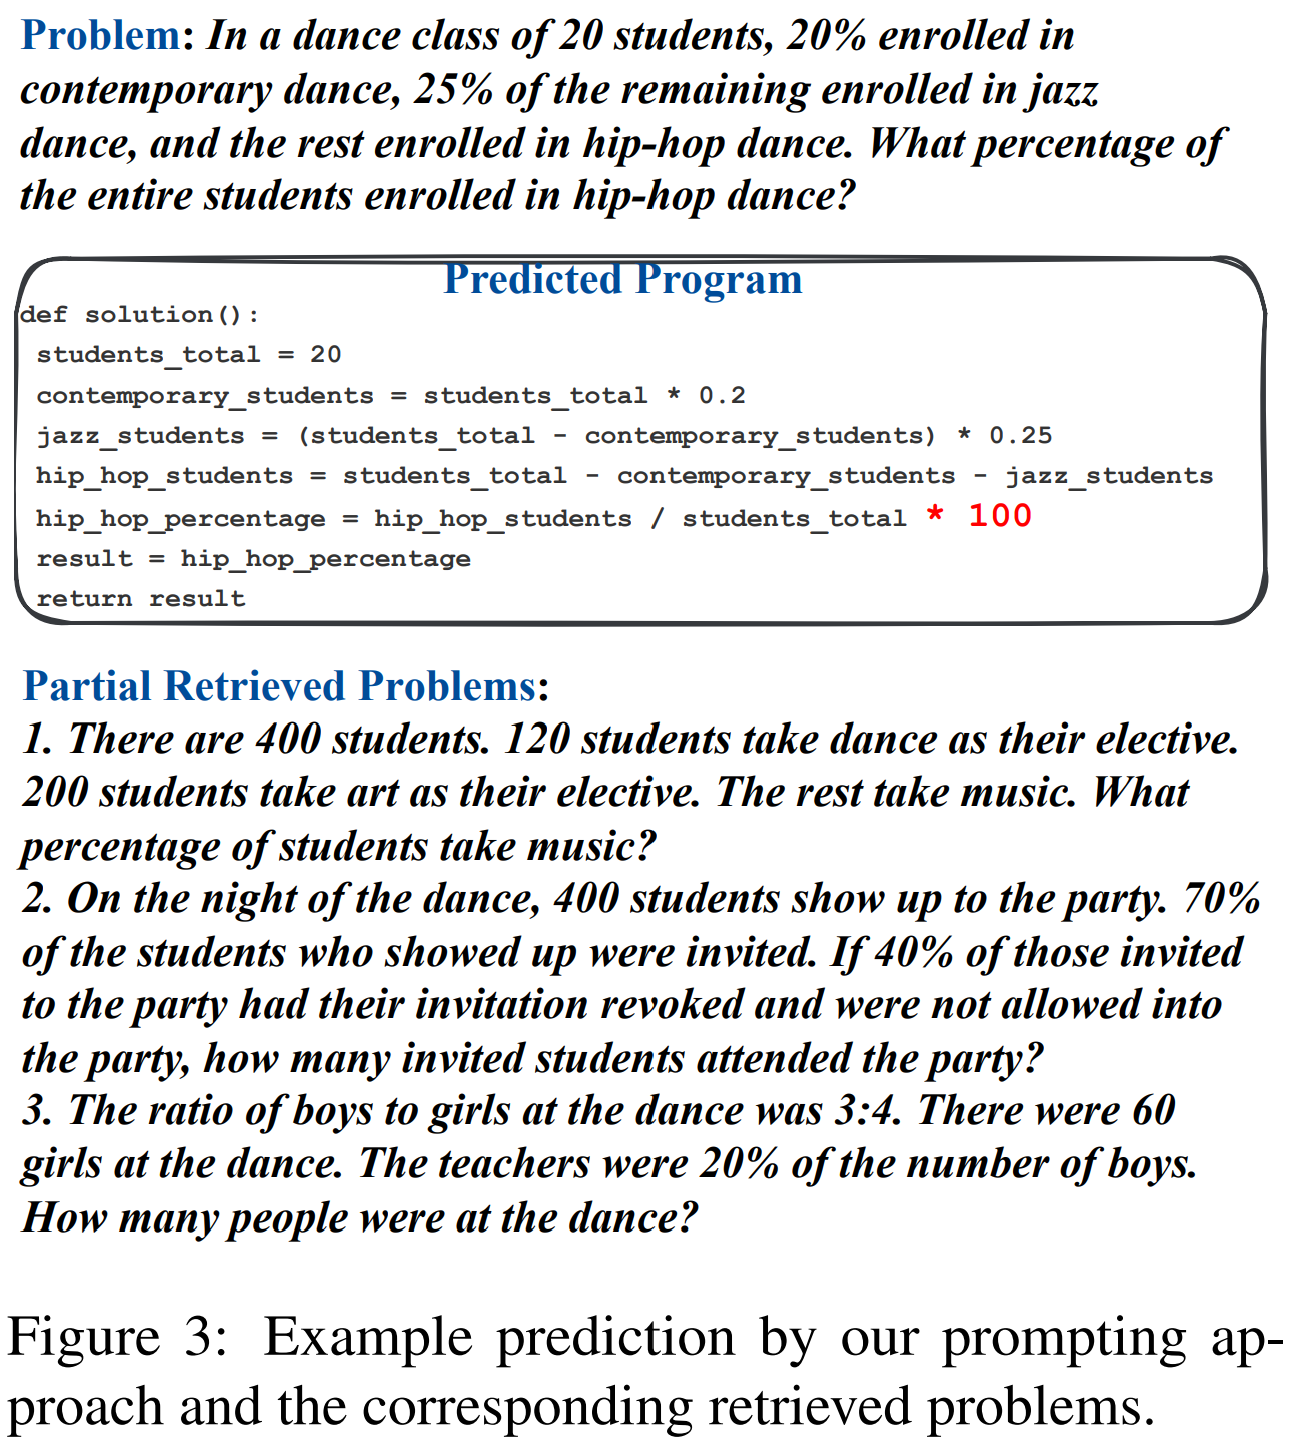 Problem: In a dance class of 20 students, 20% enrolled in
contemporary dance, 25% of the remaining enrolled in jazz
dance, and the rest enrolled in hip-hop dance. What percentage of
the entire students enrolled in hip-hop dance?
Predicted Program
def solution():
 students_total = 20
 contemporary_students = students_total * 0.2
 jazz_students = (students_total - contemporary_students) * 0.25
 hip_hop_students = students_total - contemporary_students - jazz_students
 hip_hop_percentage = hip_hop_students / students_total * 100
 result = hip_hop_percentage
 return result
Partial Retrieved Problems:
1. There are 400 students. 120 students take dance as their elective.
200 students take art as their elective. The rest take music. What
percentage of students take music?
2. On the night of the dance, 400 students show up to the party. 70%
of the students who showed up were invited. If 40% of those invited
to the party had their invitation revoked and were not allowed into
the party, how many invited students attended the party?
3. The ratio of boys to girls at the dance was 3:4. There were 60
girls at the dance. The teachers were 20% of the number of boys.
How many people were at the dance?
Figure 3: Example prediction by our prompting ap-
proach and the corresponding retrieved problems.